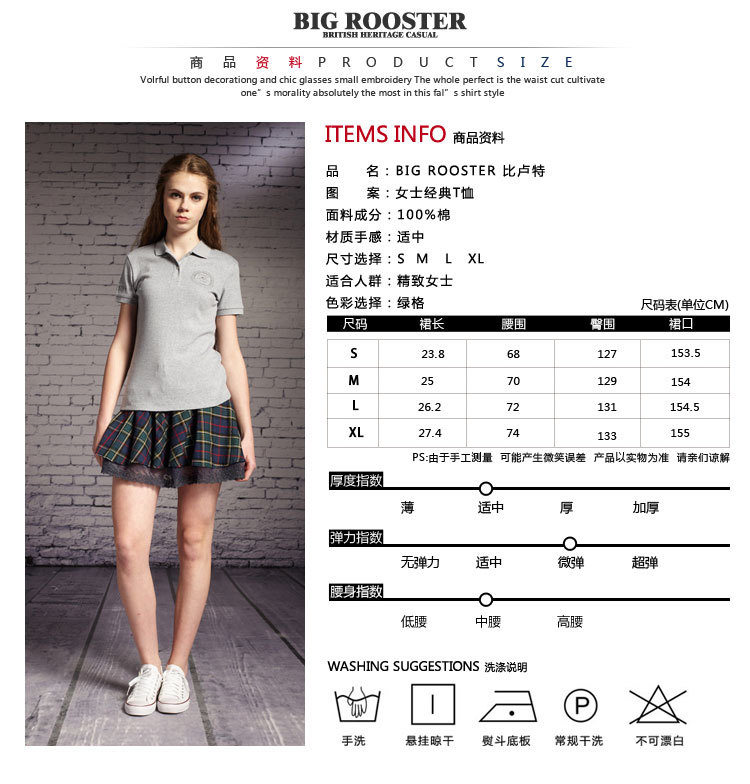 BIG ROOSTER
BRITISH HERITAGE CASUAL
商品资料PRODUCTSIZE
Volrful button decorationg and chic glasses small embroidery The whole perfect is the waist cut cultivate
one”s morality absolutely the most in this fal”s shirt style
ITEMS INFO 商品资料
品 名：BIG ROOSTER 比卢特
图 案：女士经典T恤
面料成分：100%棉
材质手感：适中
尺寸选择：S M L XL
适合人群：精致女士
色彩选择：绿格
尺码表(单位CM)
尺码 裙长 腰围 臀围 裙口
S 23.8 68 127 153.5
M 25 70 129 154
L 26.2 72 131 154.5
XL 27.4 74 133 155
PS:由于手工测量 可能产生微笑误差 产品以实物为准 请亲们谅解
厚度指数
薄 适中 厚 加厚
弹力指数
无弹力 适中 微弹 超弹
腰身指数
低腰 中腰 高腰
WASHING SUGGESTIONS 洗涤说明
P
手洗 悬挂晾干 熨斗底板 常规干洗 不可漂白